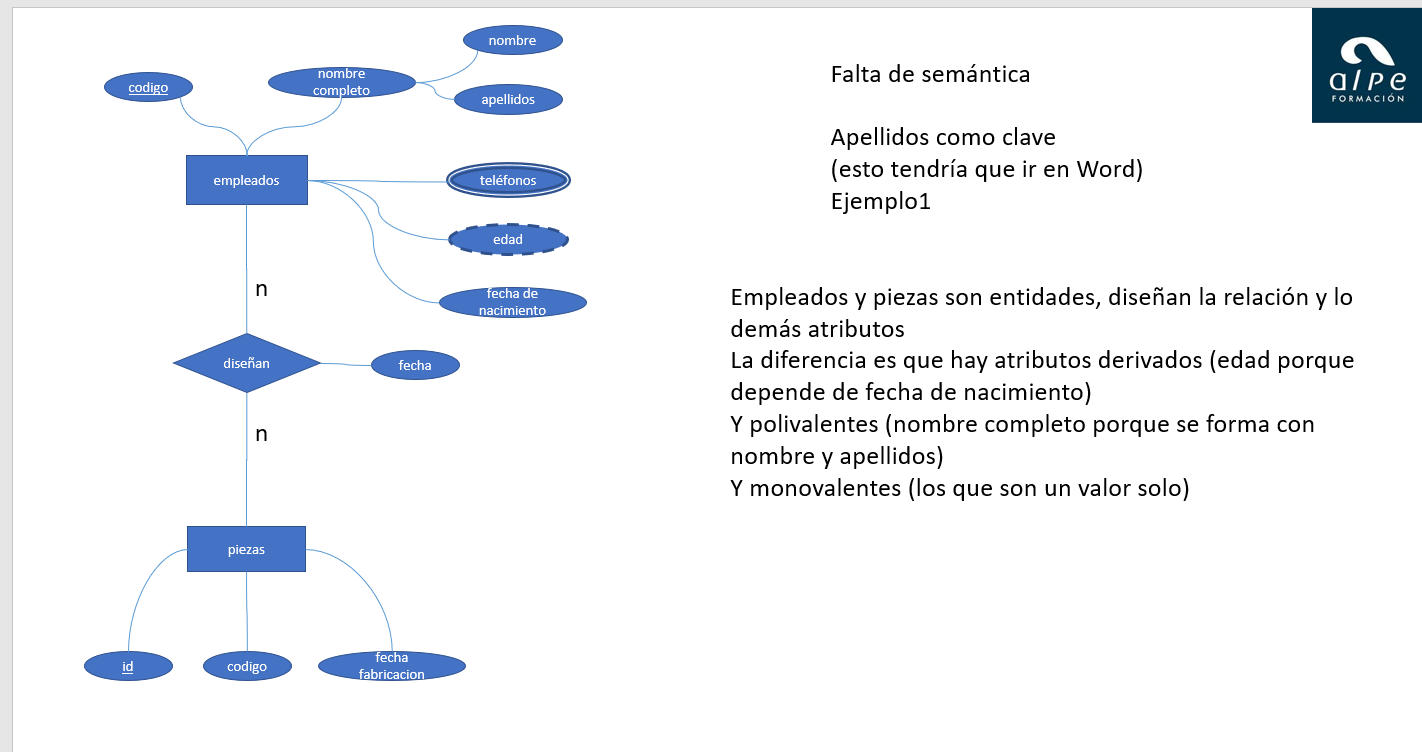 nombre
codigo
nombre
completo
apellidos
empleados
teléfonos
edad
fecha de
nacimiento
n
diseñan
fecha
n
piezas
id
codigo
fecha
fabricacion
Falta de semántica
Apellidos como clave
(esto tendría que ir en Word)
Ejemplo1
Empleados y piezas son entidades, diseñan la relación y lo
demás atributos
La diferencia es que hay atributos derivados (edad porque
depende de fecha de nacimiento)
Y polivalentes (nombre completo porque se forma con
nombre y apellidos)
Y monovalentes (los que son un valor solo)
alpe
FORMACIÓN